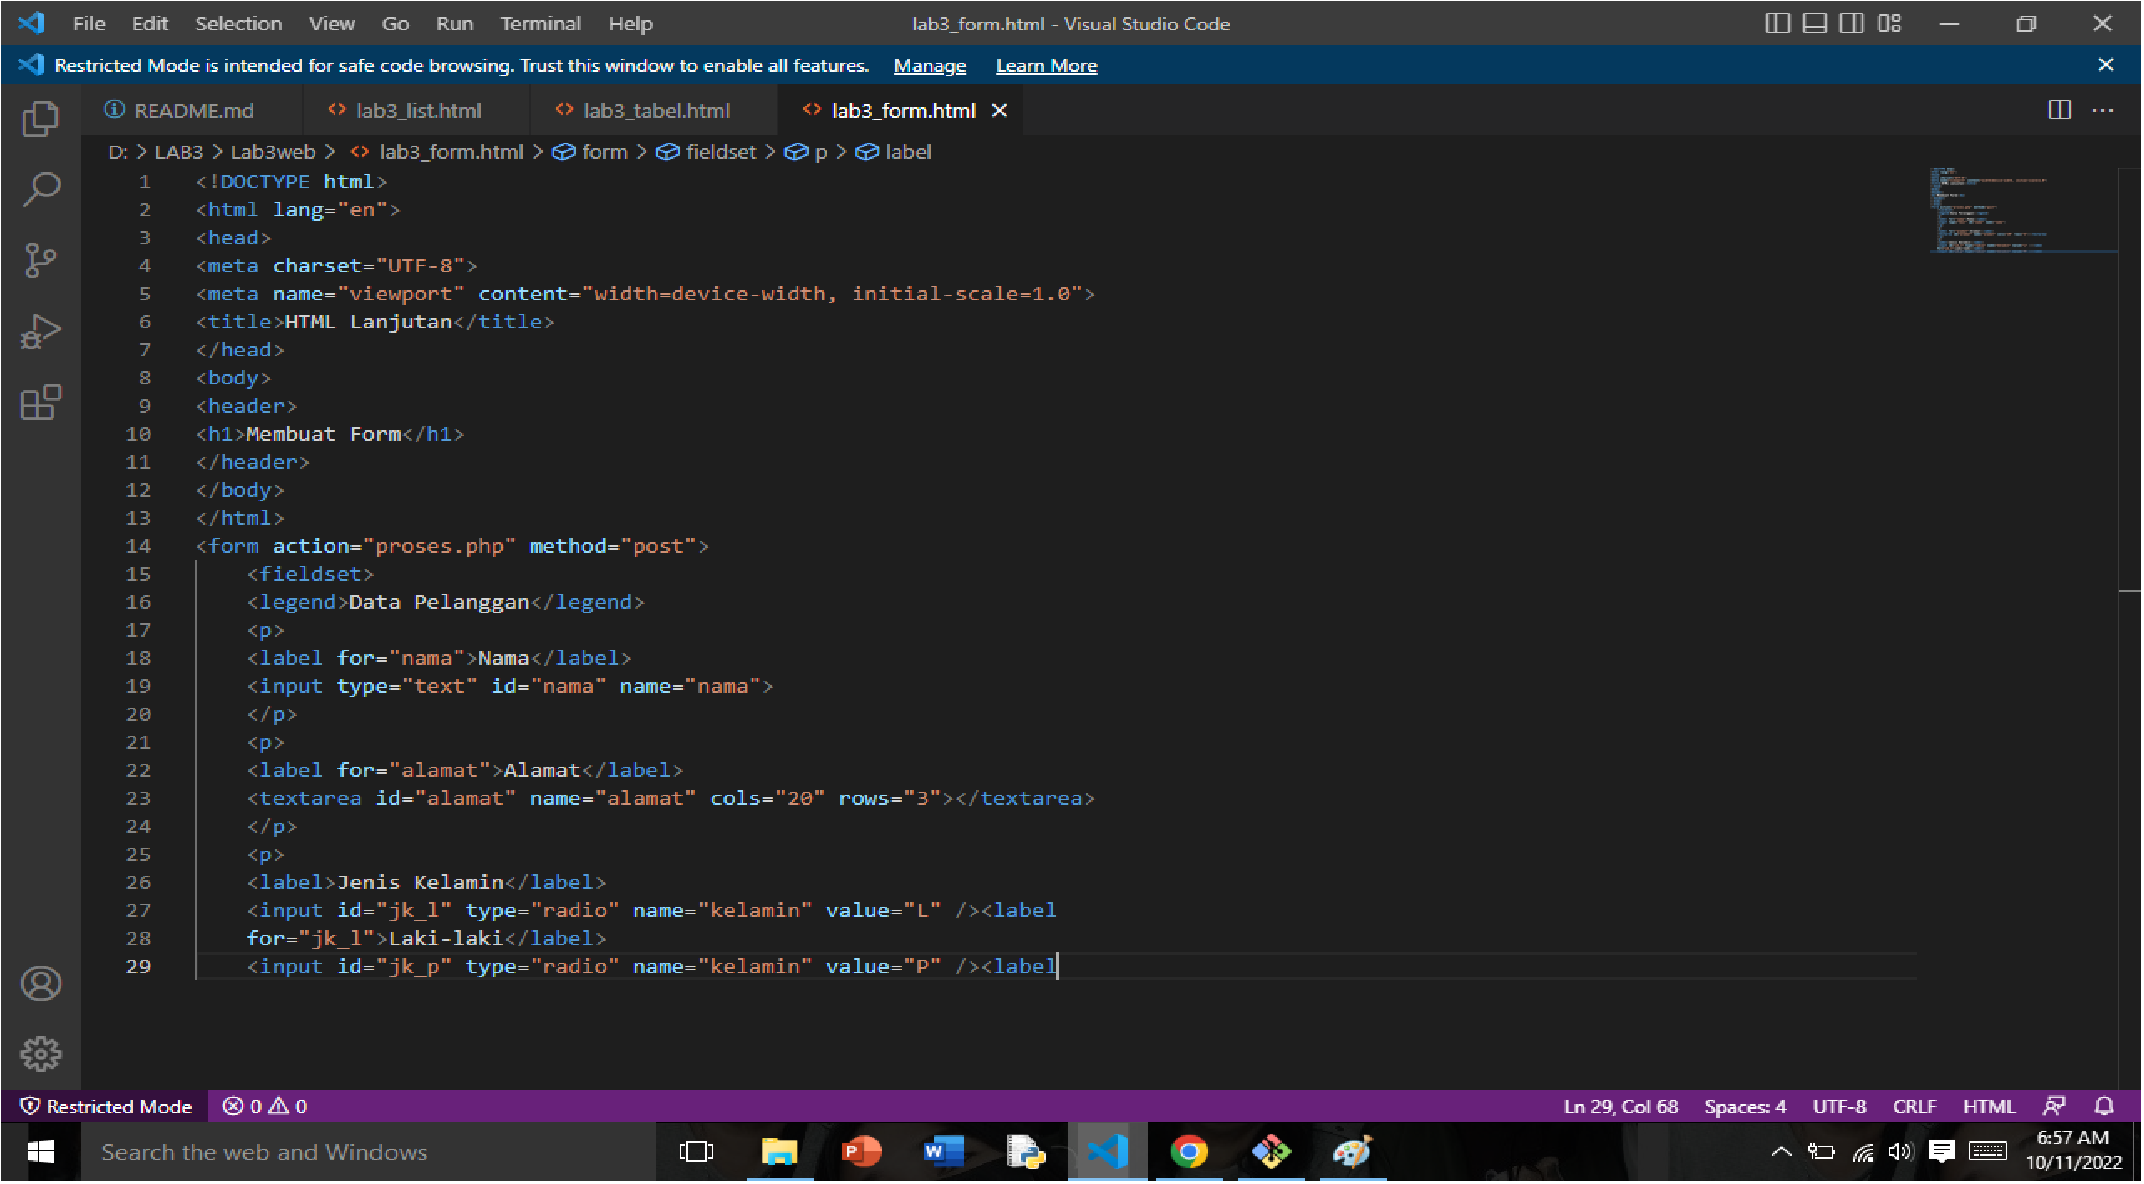 File Edit Selection View Go Run Terminal Help lab3_form.html - Visual Studio Code
Restricted Mode is intended for safe code browsing. Trust this window to enable all features. Manage Learn More
README.md lab3_list.html lab3_tabel.html lab3_form.html
D: > LAB3 > Lab3web > lab3_form.html > form > fieldset > p > label
1 <!DOCTYPE html>
2 <html lang="en">
3 <head>
4 <meta charset="UTF-8">
5 <meta name="viewport" content="width=device-width, initial-scale=1.0">
6 <title>HTML Lanjutan</title>
7 </head>
8 <body>
9 <header>
10 <h1>Membuat Form</h1>
11 </header>
12 </body>
13 </html>
14 <form action="proses.php" method="post">
15 <fieldset>
16 <legend>Data Pelanggan</legend>
17 <p>
18 <label for="nama">Nama</label>
19 <input type="text" id="nama" name="nama">
20 </p>
21 <p>
22 <label for="alamat">Alamat</label>
23 <textarea id="alamat" name="alamat" cols="20" rows="3"></textarea>
24 </p>
25 <p>
26 <label>Jenis Kelamin</label>
27 <input id="jk_l" type="radio" name="kelamin" value="L" /><label
28 for="jk_l">Laki-laki</label>
29 <input id="jk_p" type="radio" name="kelamin" value="P" /><label
Restricted Mode 0 0 Ln 29, Col 68 Spaces: 4 UTF-8 CRLF HTML
Search the web and Windows
6:57 AM
10/11/2022